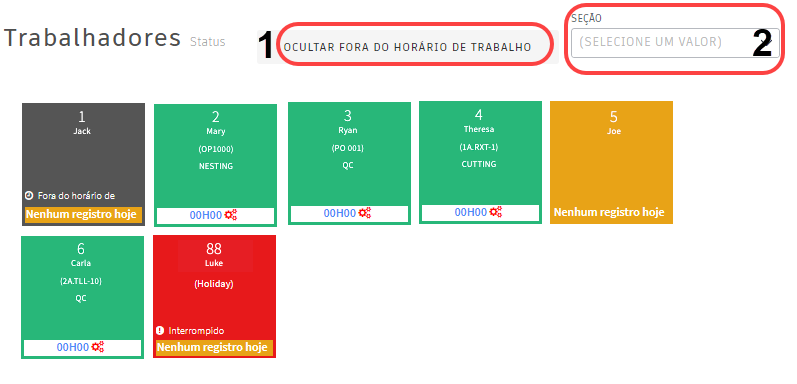 Trabalhadores Status
1 OCULTAR FORA DO HORÁRIO DE TRABALHO
SEÇÃO
(SELECIONE UM VALOR) 2
1
Jack
Fora do horário de
Nenhum registro hoje
2
Mary
(OP1000)
NESTING
00H00
3
Ryan
(PO 001)
QC
00H00
4
Theresa
(1A.RXT-1)
CUTTING
00H00
5
Joe
Nenhum registro hoje
6
Carla
(2A.TLL-10)
QC
00H00
88
Luke
(Holiday)
Interrompido
Nenhum registro hoje